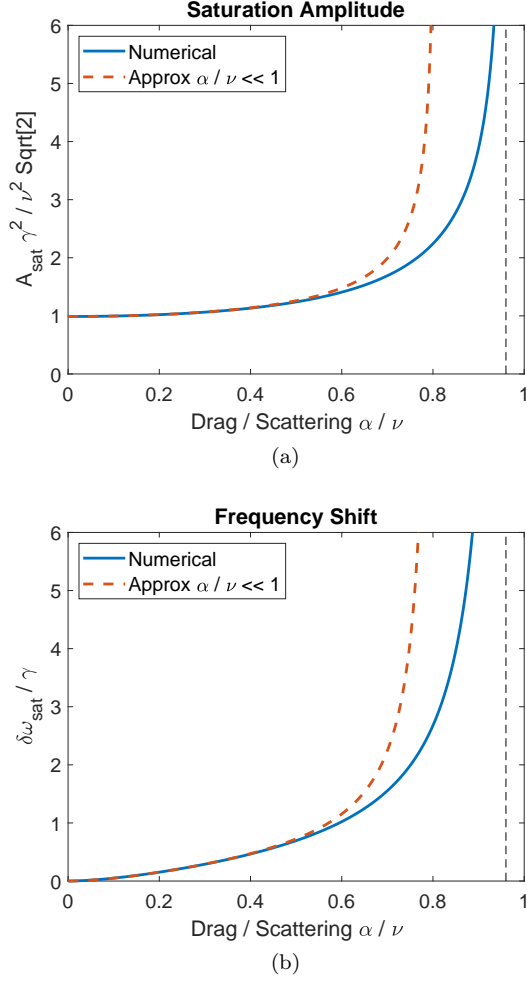 Saturation Amplitude
6
5
4
3
2
1
0
A_sat γ^2 / ν^2 Sqrt[2]
Numerical
Approx α / ν << 1
0 0.2 0.4 0.6 0.8 1
Drag / Scattering α / ν
(a)
Frequency Shift
6
5
4
3
2
1
0
δω_sat / γ
Numerical
Approx α / ν << 1
0 0.2 0.4 0.6 0.8 1
Drag / Scattering α / ν
(b)